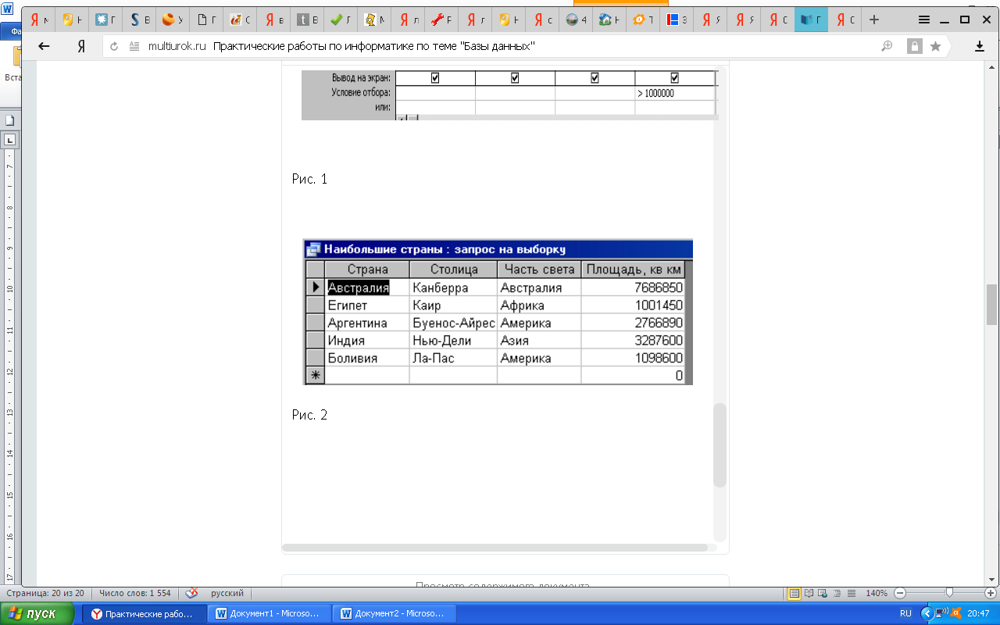 Фа
м Н Г В У Г С в В Г М л F л Н с 4 Н Т З Я Я С Г С
Я multiurok.ru Практические работы по информатике по теме "Базы данных"
Вста
Вывод на экран:
Условие отбора: > 1000000
или:
Рис. 1
Наибольшие страны : запрос на выборку
Страна Столица Часть света Площадь, кв км
Австралия Канберра Австралия 7686850
Египет Каир Африка 1001450
Аргентина Буенос-Айрес Америка 2766890
Индия Нью-Дели Азия 3287600
Боливия Ла-Пас Америка 1098600
0
Рис. 2
Просмотр содержимого документа
Страница: 20 из 20 Число слов: 1 554 русский 140%
пуск Практические рабо... Документ1 - Microso... Документ2 - Microso... RU 20:47